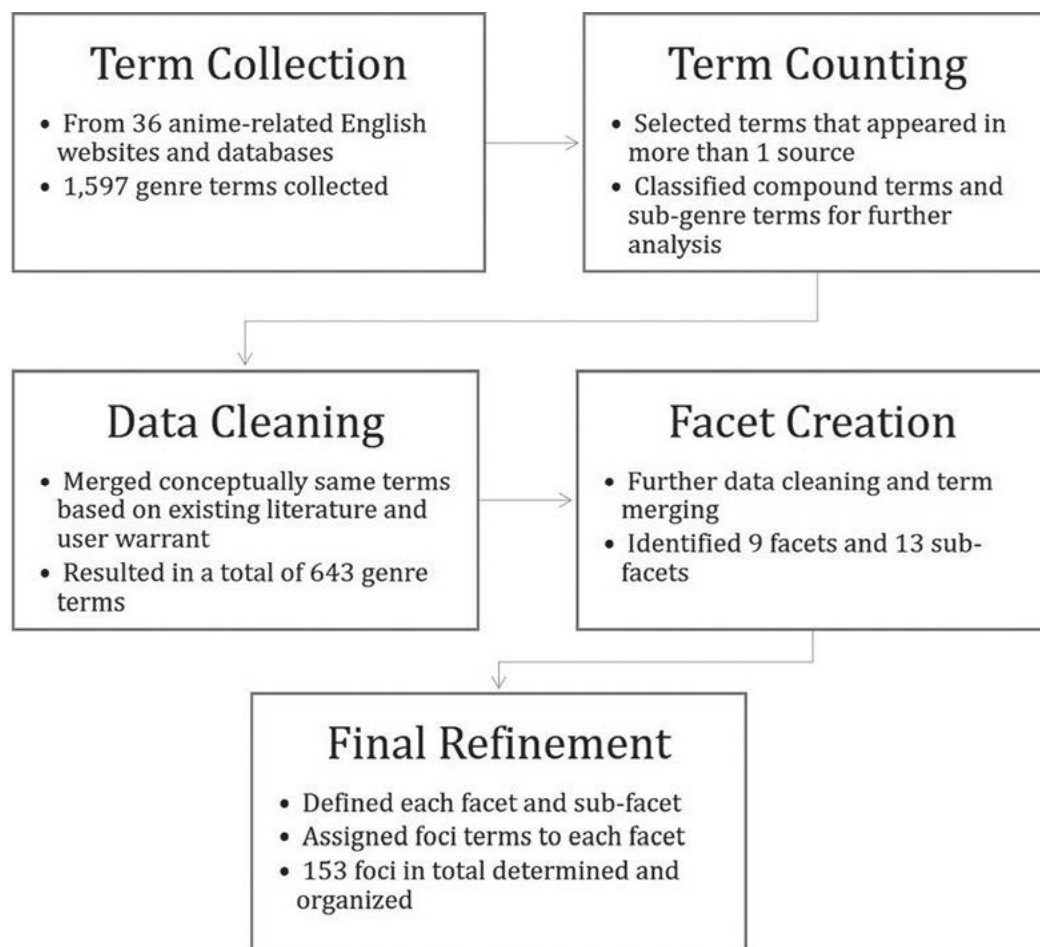 Term Collection
• From 36 anime-related English
websites and databases
• 1,597 genre terms collected
Term Counting
• Selected terms that appeared in
more than 1 source
• Classified compound terms and
sub-genre terms for further
analysis
Data Cleaning
• Merged conceptually same terms
based on existing literature and
user warrant
• Resulted in a total of 643 genre
terms
Facet Creation
• Further data cleaning and term
merging
• Identified 9 facets and 13 sub-
facets
Final Refinement
• Defined each facet and sub-facet
• Assigned foci terms to each facet
• 153 foci in total determined and
organized